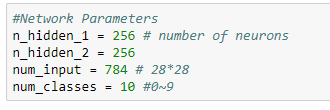 #Network Parameters
n_hidden_1 = 256 # number of neurons
n_hidden_2 = 256
num_input = 784 # 28*28
num_classes = 10 #0~9